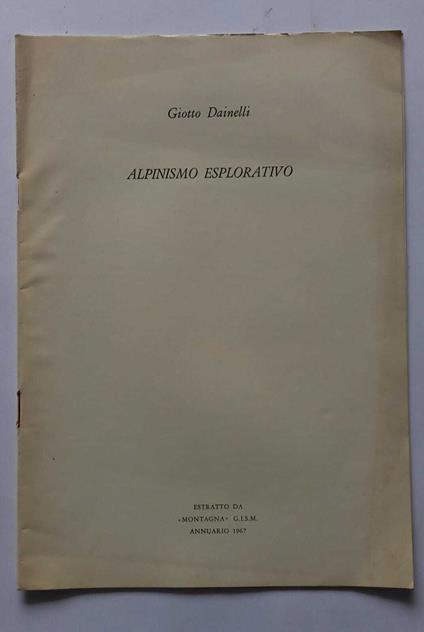 Giotto Dainelli
ALPINISMO ESPLORATIVO
ESTRATTO DA
«MONTAGNA» G.I.S.M.
ANNUARIO 1967